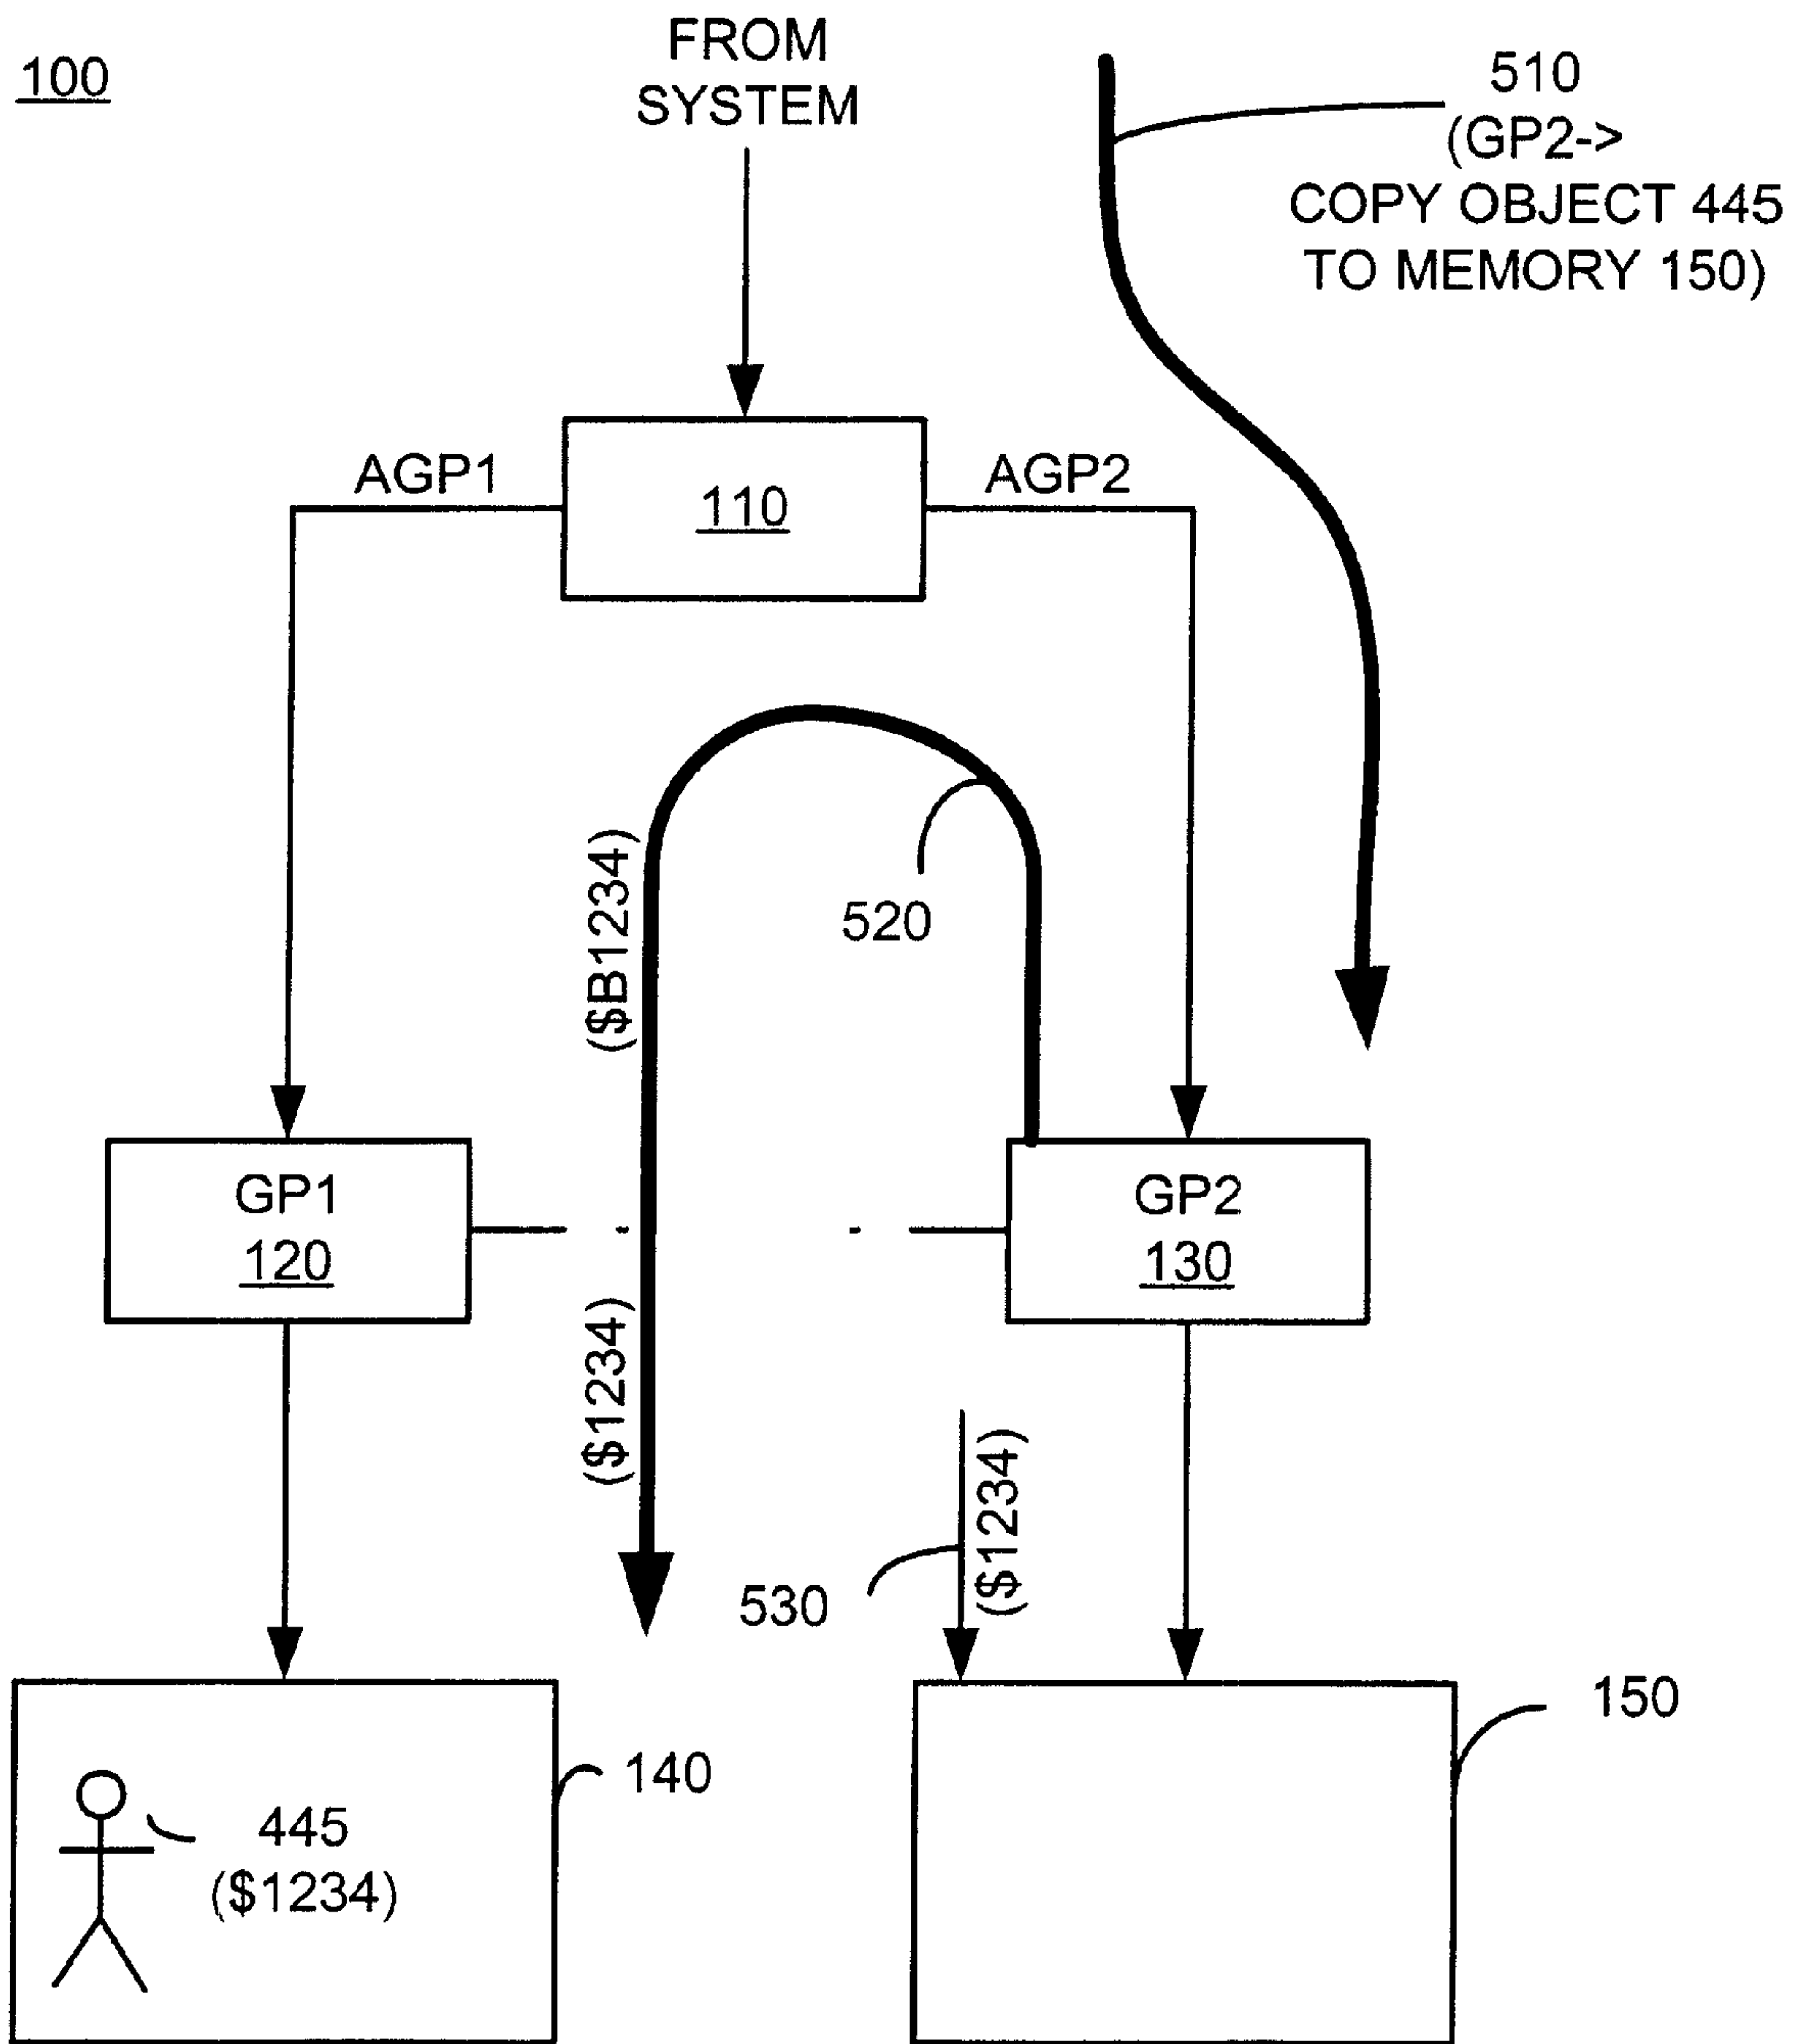 100
FROM
SYSTEM
510
(GP2->
COPY OBJECT 445
TO MEMORY 150)
AGP1
110
AGP2
($B1234)
520
GP1
120
GP2
130
($1234)
($1234)
530
150
140
445
($1234)